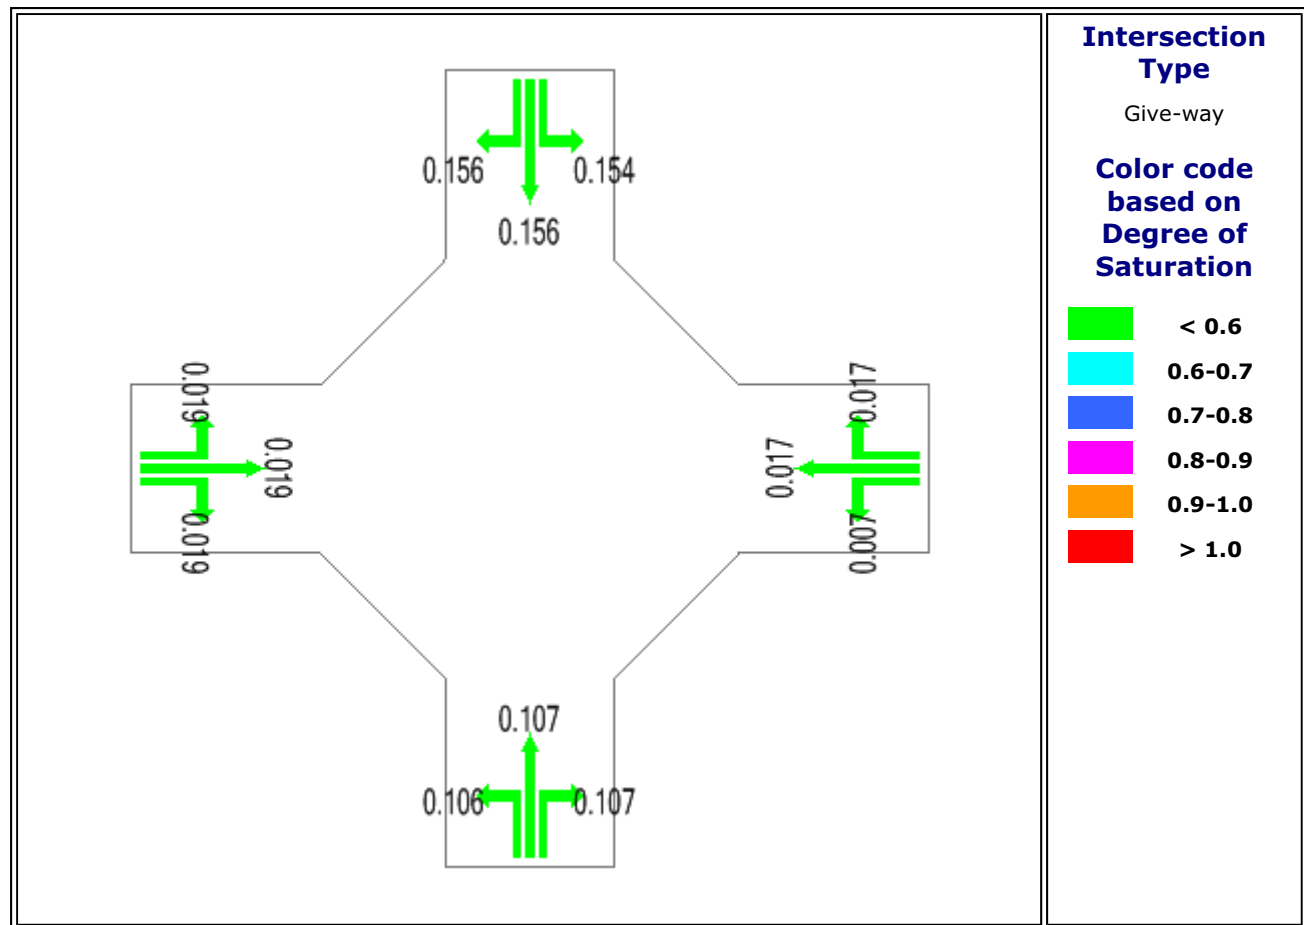 Intersection
Type
Give-way
Color code
based on
Degree of
Saturation
< 0.6
0.6-0.7
0.7-0.8
0.8-0.9
0.9-1.0
> 1.0
0.156
0.154
0.156
0.019
0.019
0.019
0.017
0.017
0.007
0.107
0.106
0.107